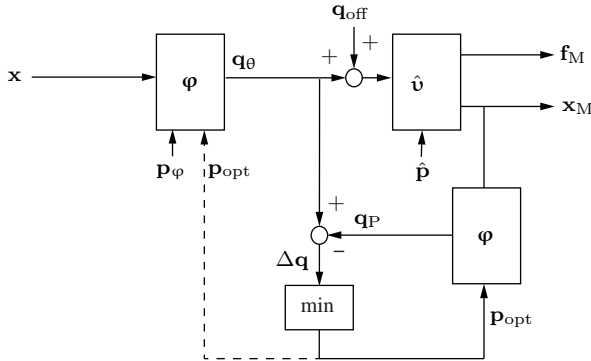 q_off
+ +
f_M
x φ q_θ υ̂
x_M
p_φ p_opt p̂
+
q_P φ
−
Δq
min p_opt